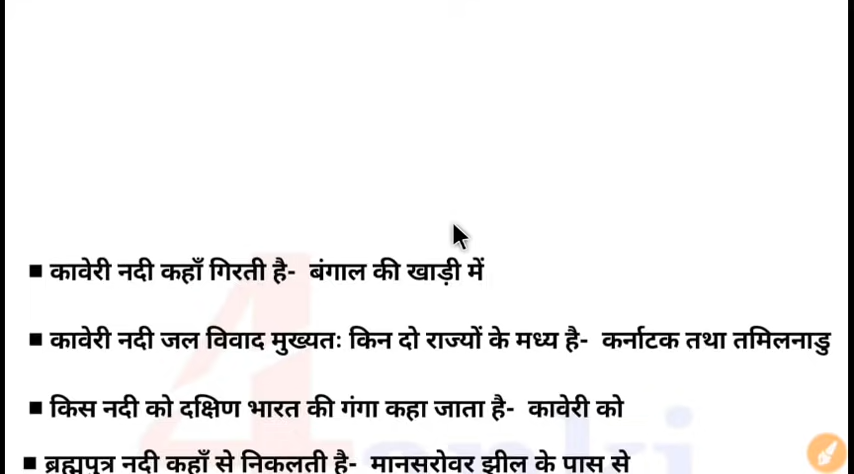 ■ कावेरी नदी कहाँ गिरती है- बंगाल की खाड़ी में
■ कावेरी नदी जल विवाद मुख्यतः किन दो राज्यों के मध्य है- कर्नाटक तथा तमिलनाडु
■ किस नदी को दक्षिण भारत की गंगा कहा जाता है- कावेरी को
■ ब्रह्मपुत्र नदी कहाँ से निकलती है- मानसरोवर झील के पास से